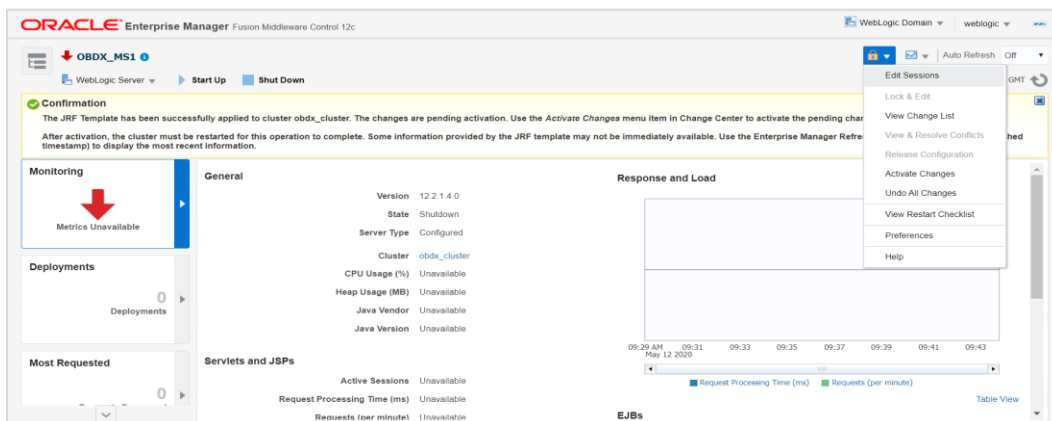 ORACLE® Enterprise Manager Fusion Middleware Control 12c
WebLogic Domain
weblogic
OBDX_MS1
Auto Refresh Off
WebLogic Server
Start Up
Shut Down
GMT
Edit Sessions
Lock & Edit
View Change List
View & Resolve Conflicts
Release Configuration
Activate Changes
Undo All Changes
View Restart Checklist
Preferences
Help
Confirmation
The JRF Template has been successfully applied to cluster obdx_cluster. The changes are pending activation. Use the Activate Changes menu item in Change Center to activate the pending
After activation, the cluster must be restarted for this operation to complete. Some information provided by the JRF template may not be immediately available. Use the Enterprise Manager
timestamp) to display the most recent information.
Monitoring
Metrics Unavailable
Deployments
0
Deployments
Most Requested
0
General
Version 12.2.1.4.0
State Shutdown
Server Type Configured
Cluster obdx_cluster
CPU Usage (%) Unavailable
Heap Usage (MB) Unavailable
Java Vendor Unavailable
Java Version Unavailable
Servlets and JSPs
Active Sessions Unavailable
Request Processing Time (ms) Unavailable
Requests (per minute) Unavailable
Response and Load
09:29 AM 09:31 09:33 09:35 09:37 09:39 09:41 09:43
May 12 2020
Request Processing Time (ms) Requests (per minute)
Table View
EJBs